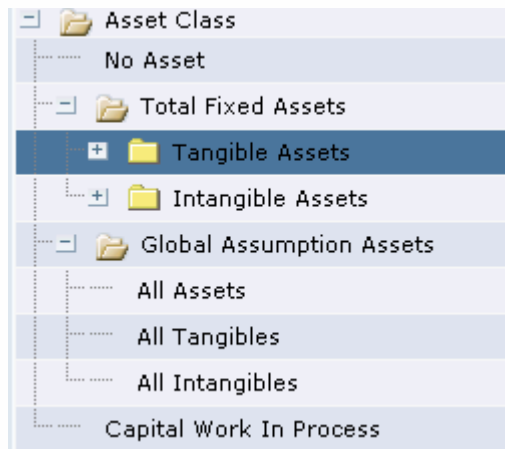 Asset Class
No Asset
Total Fixed Assets
Tangible Assets
Intangible Assets
Global Assumption Assets
All Assets
All Tangibles
All Intangibles
Capital Work In Process